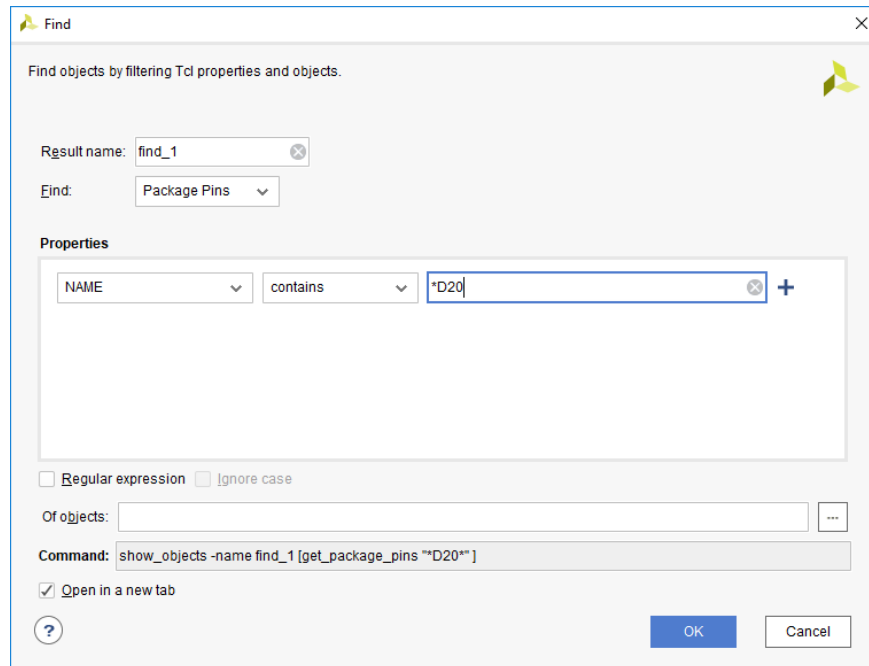 Find
Find objects by filtering Tcl properties and objects.
Result name: find_1
Find: Package Pins
Properties
NAME contains *D20
Regular expression Ignore case
Of objects: ...
Command: show_objects -name find_1 [get_package_pins "*D20*" ]
Open in a new tab
? OK Cancel